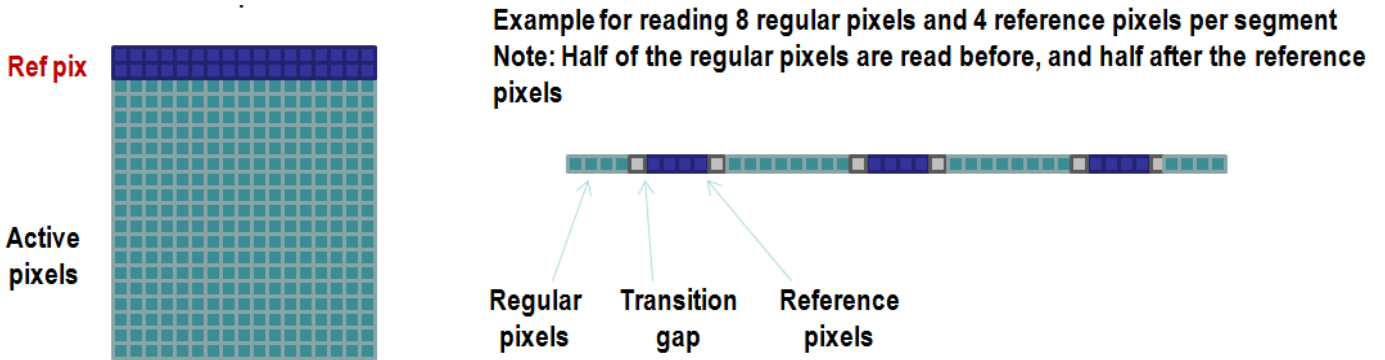 Example for reading 8 regular pixels and 4 reference pixels per segment
Note: Half of the regular pixels are read before, and half after the reference
pixels
Ref pix
Active
pixels
Regular
pixels
Transition
gap
Reference
pixels